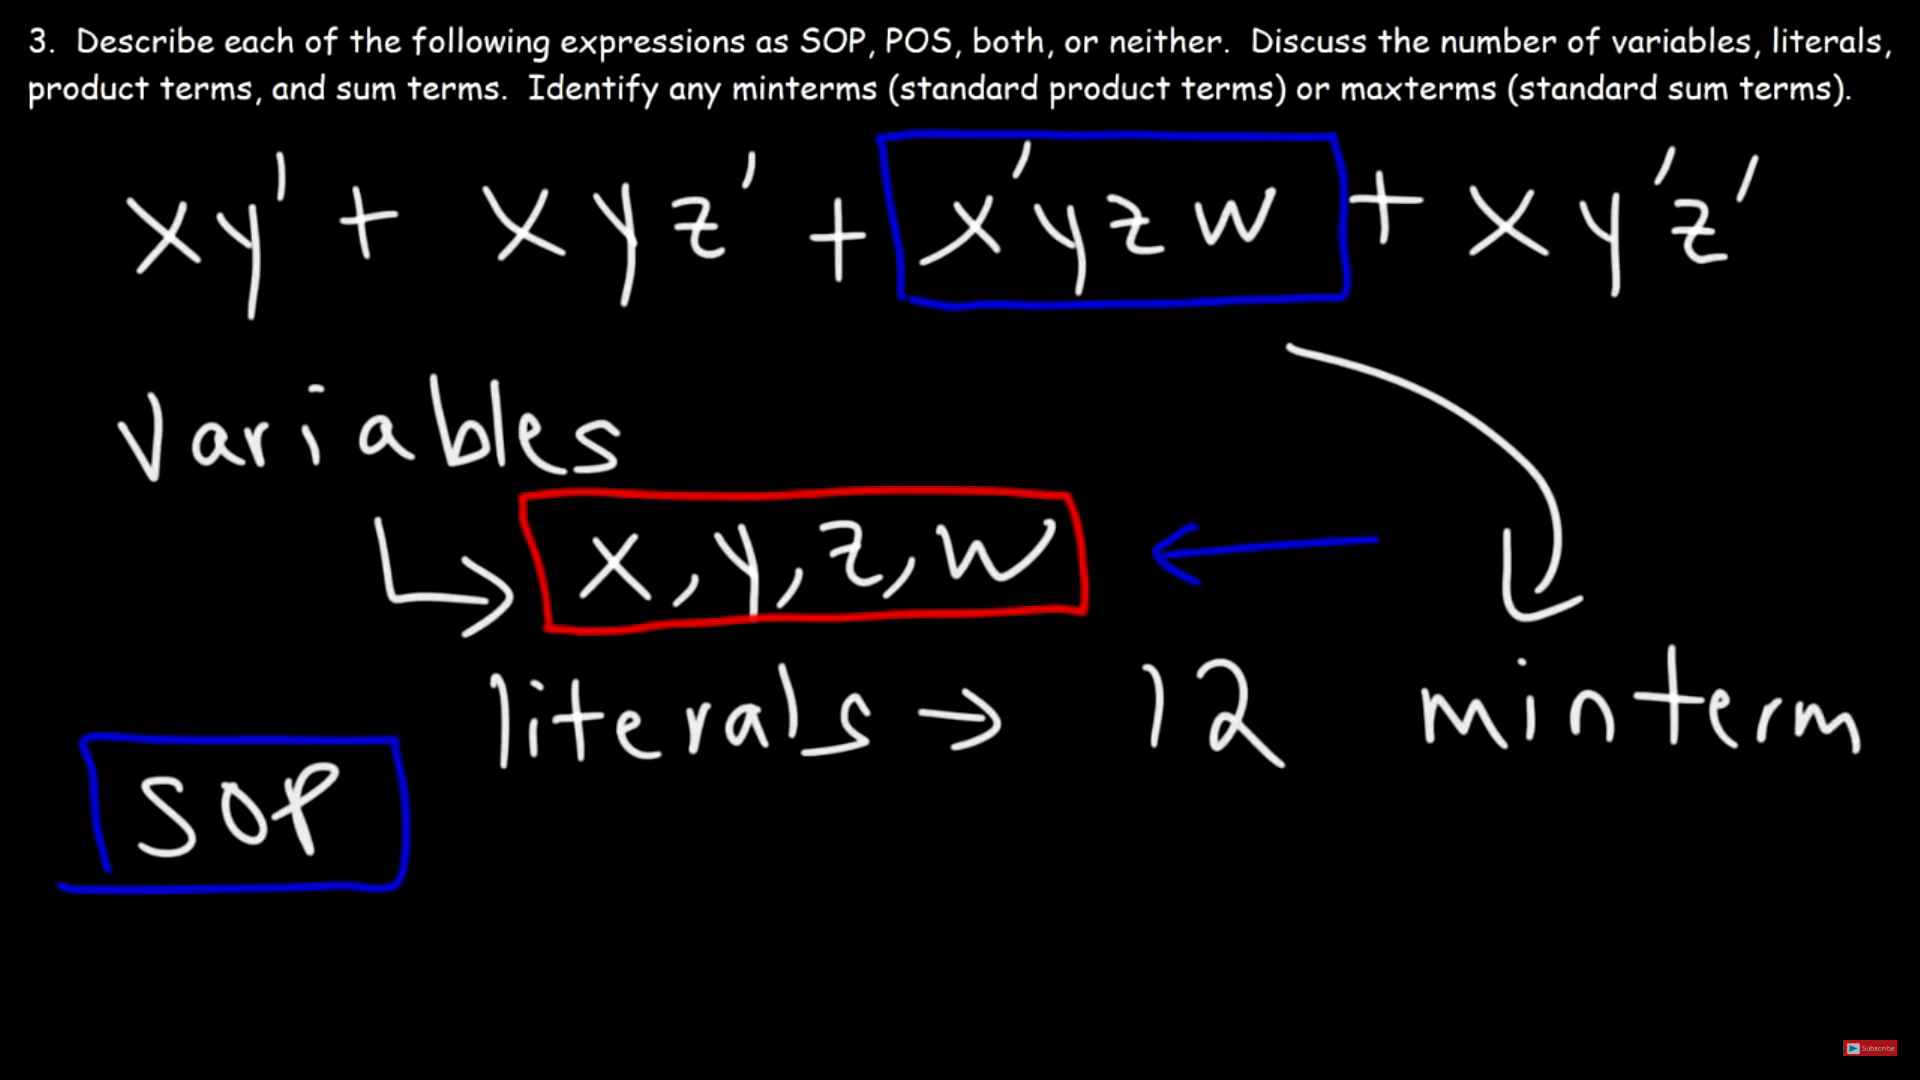 3. Describe each of the following expressions as SOP, POS, both, or neither. Discuss the number of variables, literals,
product terms, and sum terms. Identify any minterms (standard product terms) or maxterms (standard sum terms).
xy' + xyz' + x'yzw + xy'z'
Variables
x, y, z, w
literals → 12
minterm
SOP
Subscribe